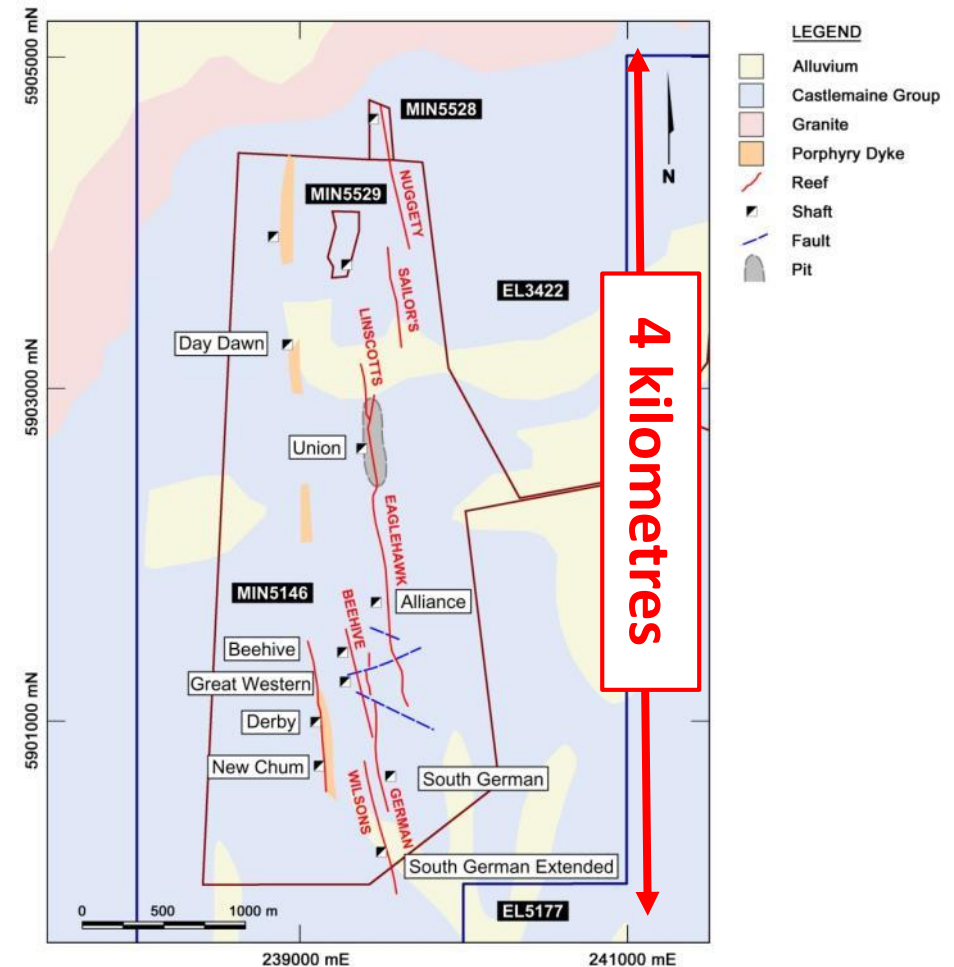 LEGEND
Alluvium
Castlemaine Group
Granite
Porphyry Dyke
Reef
Shaft
Fault
Pit
5905000 mN
5903000 mN
5901000 mN
MIN5528
N
MIN5529
NUGGETY
SAILOR'S
EL3422
LINSCOTTS
Day Dawn
4 kilometres
Union
EAGLEHAWK
MIN5146
BEEHIVE
Alliance
Beehive
Great Western
Derby
New Chum
WILSONS
GERMAN
South German
South German Extended
EL5177
0 500 1000 m
239000 mE
241000 mE